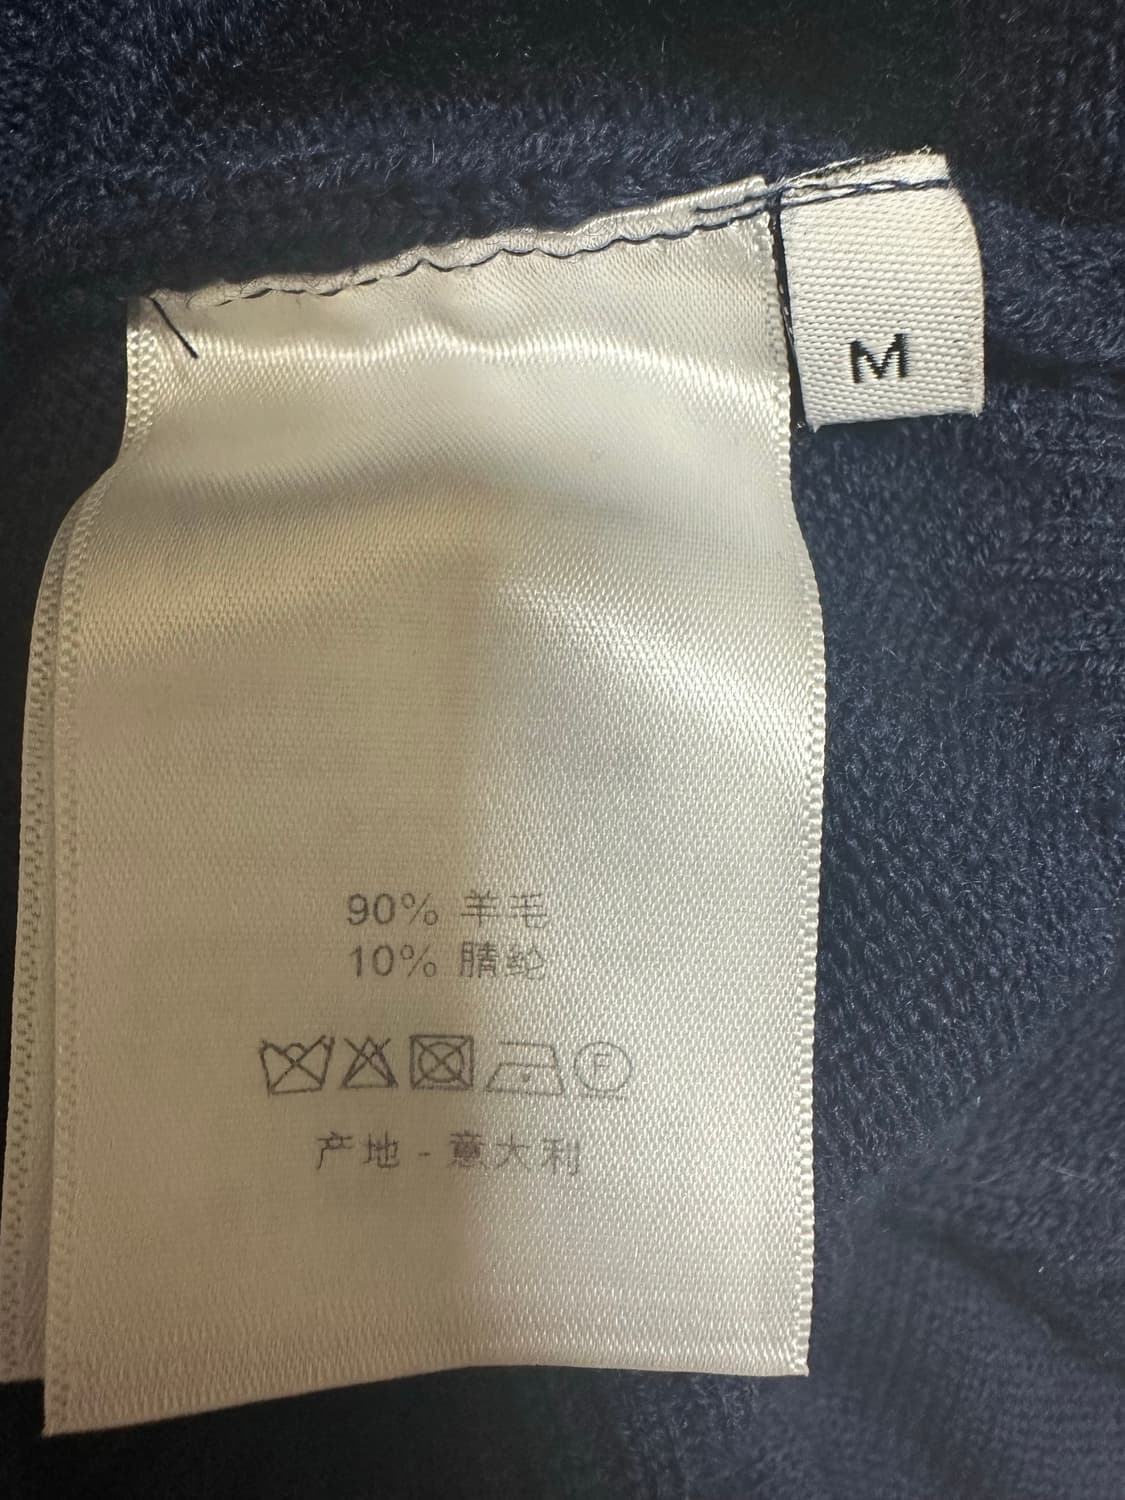 M
90% 羊毛
10% 腈纶
F
产地 - 意大利